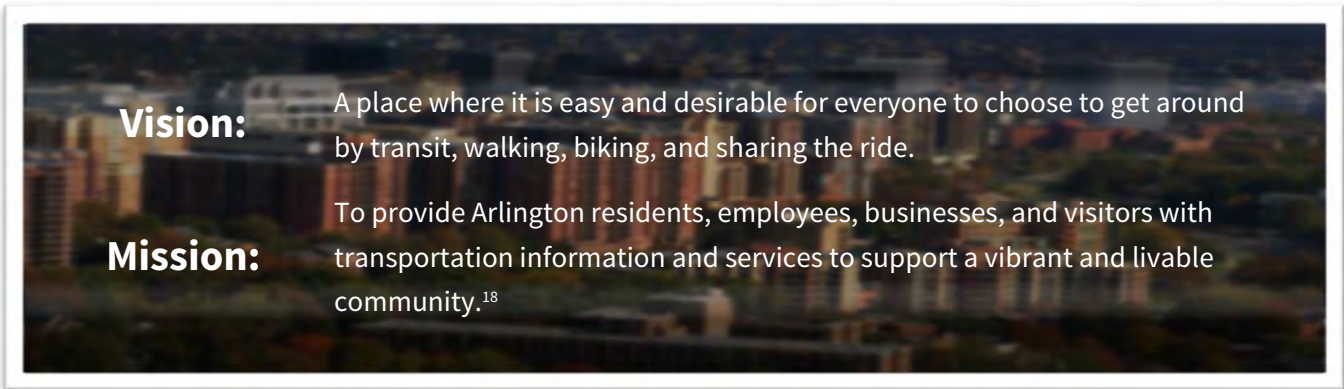 Vision:
A place where it is easy and desirable for everyone to choose to get around
by transit, walking, biking, and sharing the ride.
Mission:
To provide Arlington residents, employees, businesses, and visitors with
transportation information and services to support a vibrant and livable
community.18